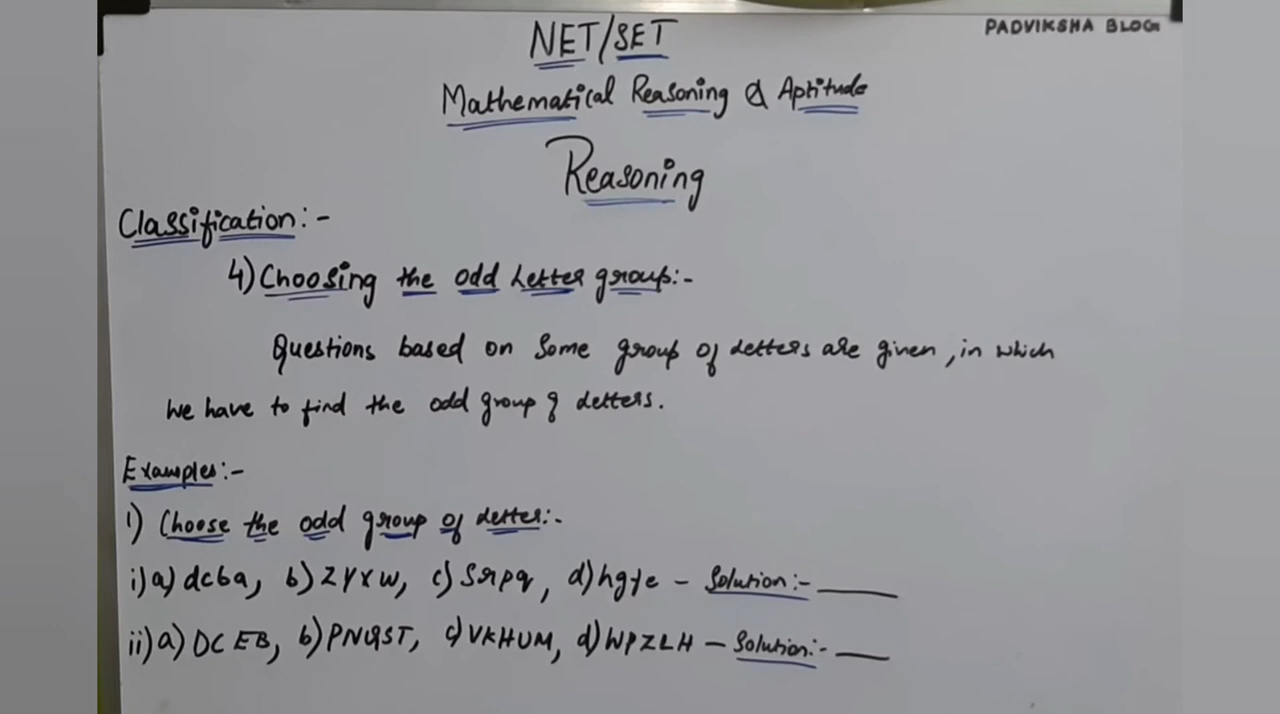 PADVIKSHA BLOG
NET/SET
Mathematical Reasoning & Aptitude
Reasoning
Classification:-
4) Choosing the odd Letter group:-
Questions based on Some group of Letters are given, in which
we have to find the odd group of Letters.
Examples:-
1) Choose the odd group of Letter:-
i) a) dcba, b) ZYXW, c) Srpq, d) hgfe - Solution:- ______
ii) a) DCEB, b) PNQST, c) VKHUM, d) WPZLH - Solution:- ____